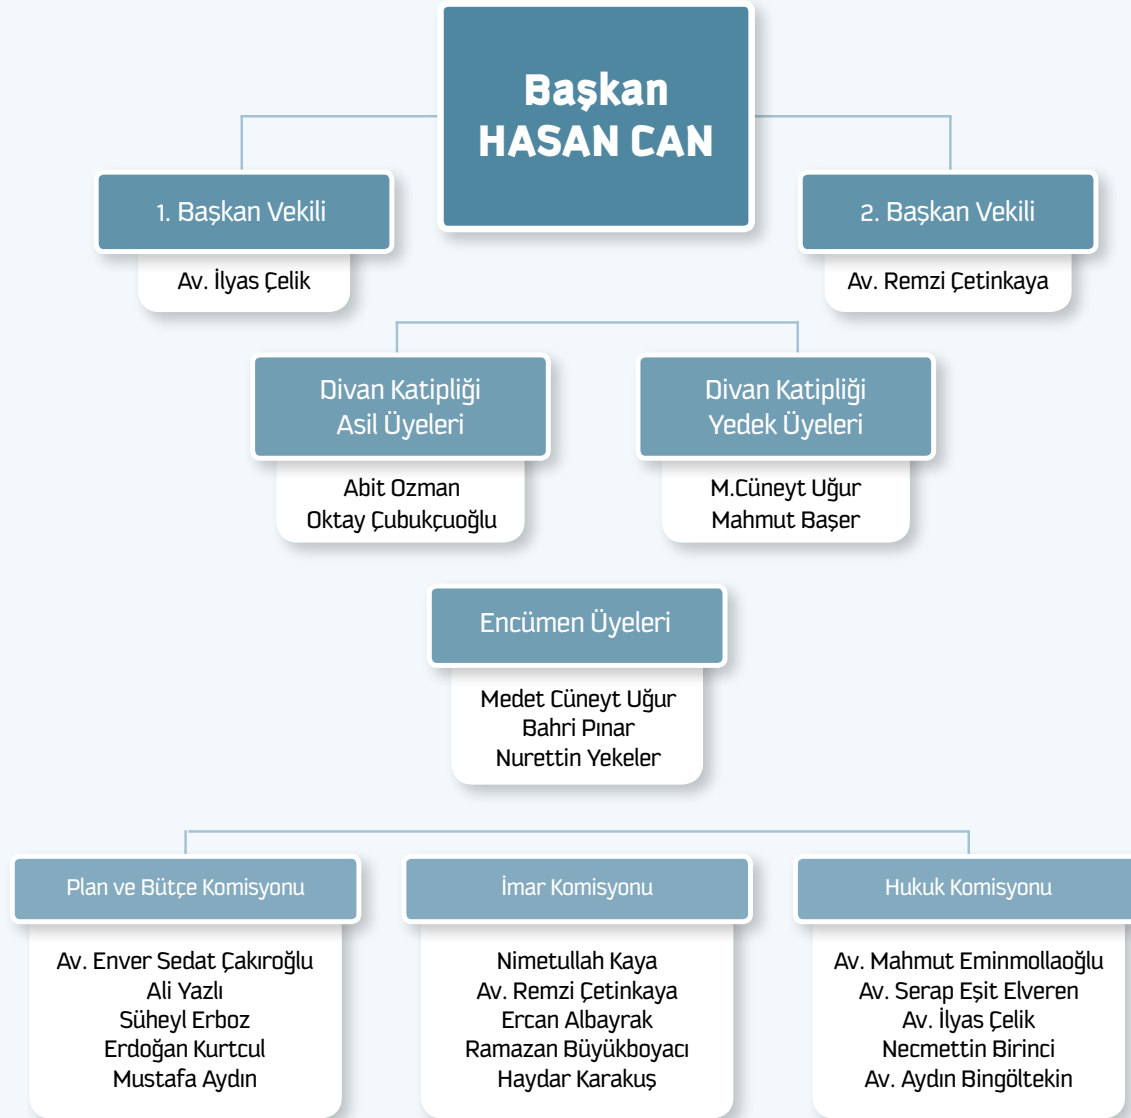 Başkan
HASAN CAN
1. Başkan Vekili
Av. İlyas Çelik
2. Başkan Vekili
Av. Remzi Çetinkaya
Divan Katipliği
Asil Üyeleri
Abit Ozman
Oktay Çubukçuoğlu
Divan Katipliği
Yedek Üyeleri
M.Cüneyt Uğur
Mahmut Başer
Encümen Üyeleri
Medet Cüneyt Uğur
Bahri Pınar
Nurettin Yekeler
Plan ve Bütçe Komisyonu
Av. Enver Sedat Çakıroğlu
Ali Yazlı
Süheyl Erboz
Erdoğan Kurtcul
Mustafa Aydın
İmar Komisyonu
Nimetullah Kaya
Av. Remzi Çetinkaya
Ercan Albayrak
Ramazan Büyükboyacı
Haydar Karakuş
Hukuk Komisyonu
Av. Mahmut Eminmollaoğlu
Av. Serap Eşit Elveren
Av. İlyas Çelik
Necmettin Birinci
Av. Aydın Bingöltekin